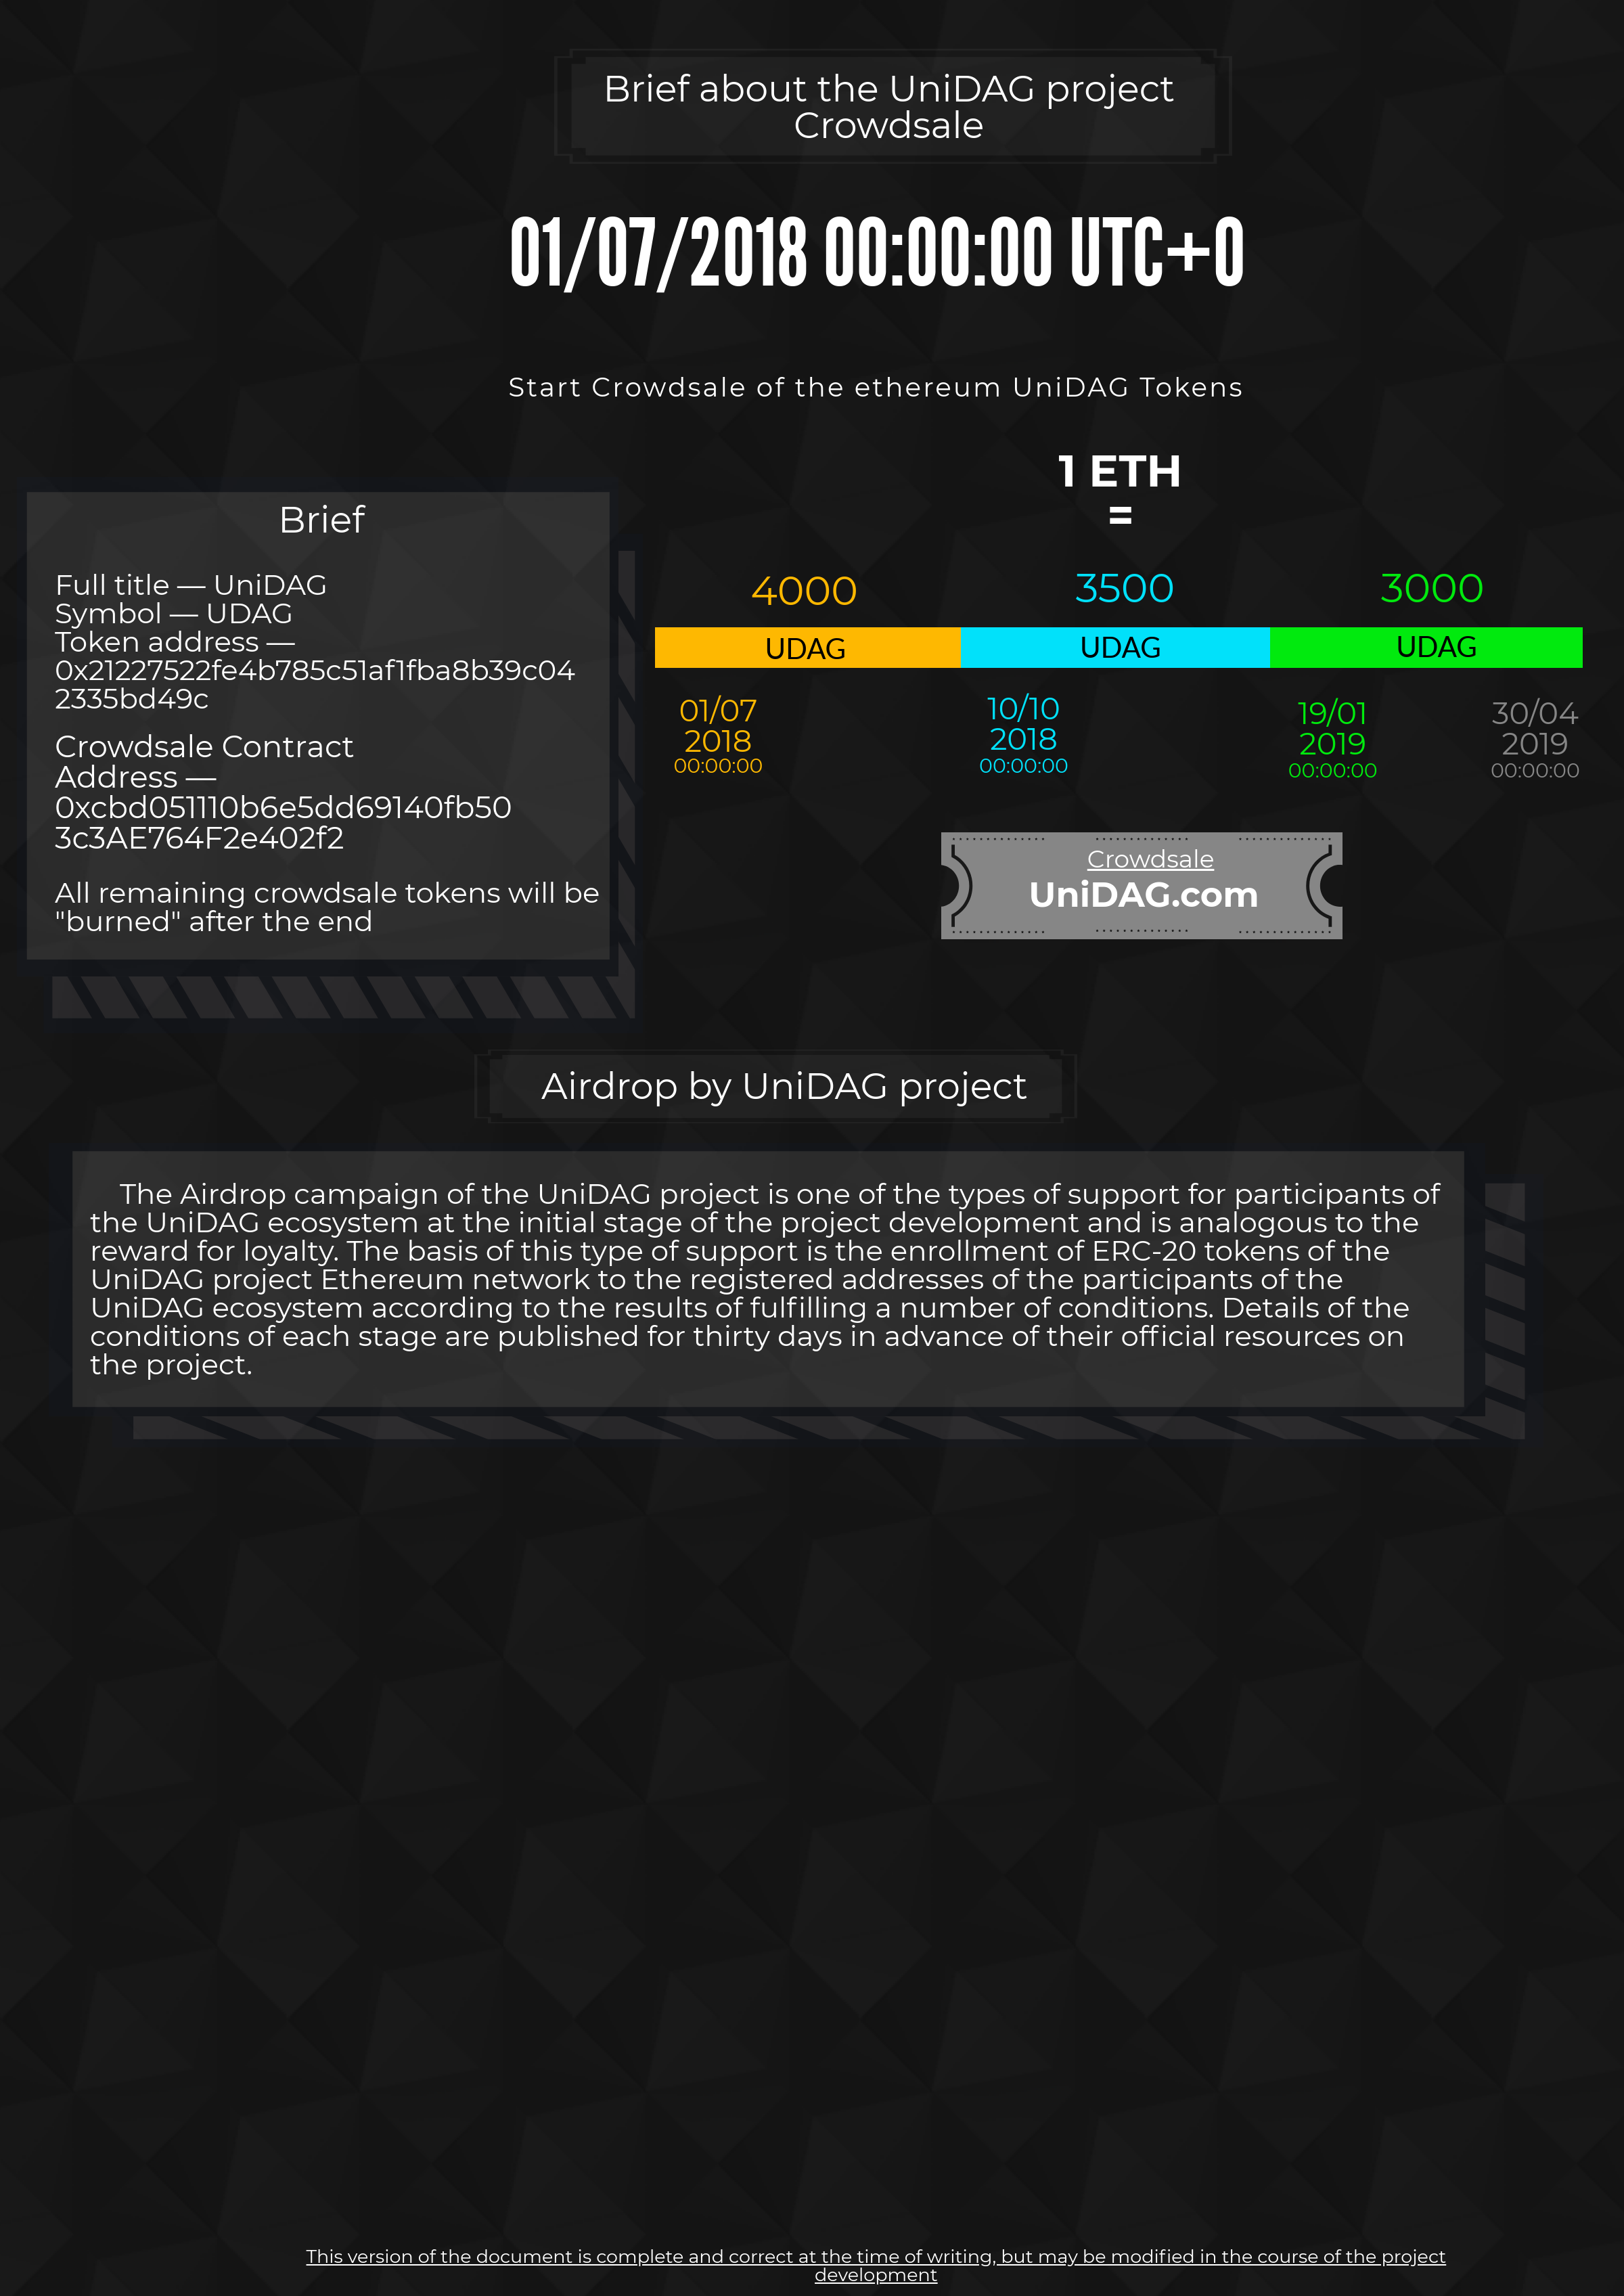 Brief about the UniDAG project
Crowdsale
01/07/2018 00:00:00 UTC+0
Start Crowdsale of the ethereum UniDAG Tokens
Brief
Full title — UniDAG
Symbol — UDAG
Token address —
0x21227522fe4b785c51af1fba8b39c04
2335bd49c
Crowdsale Contract
Address —
0xcbd051110b6e5dd69140fb50
3c3AE764F2e402f2
All remaining crowdsale tokens will be
"burned" after the end
1 ETH
=
4000 3500 3000
UDAG UDAG UDAG
01/07 10/10 19/01 30/04
2018 2018 2019 2019
00:00:00 00:00:00 00:00:00 00:00:00
Crowdsale
UniDAG.com
Airdrop by UniDAG project
The Airdrop campaign of the UniDAG project is one of the types of support for participants of
the UniDAG ecosystem at the initial stage of the project development and is analogous to the
reward for loyalty. The basis of this type of support is the enrollment of ERC-20 tokens of the
UniDAG project Ethereum network to the registered addresses of the participants of the
UniDAG ecosystem according to the results of fulfilling a number of conditions. Details of the
conditions of each stage are published for thirty days in advance of their official resources on
the project.
This version of the document is complete and correct at the time of writing, but may be modified in the course of the project
development